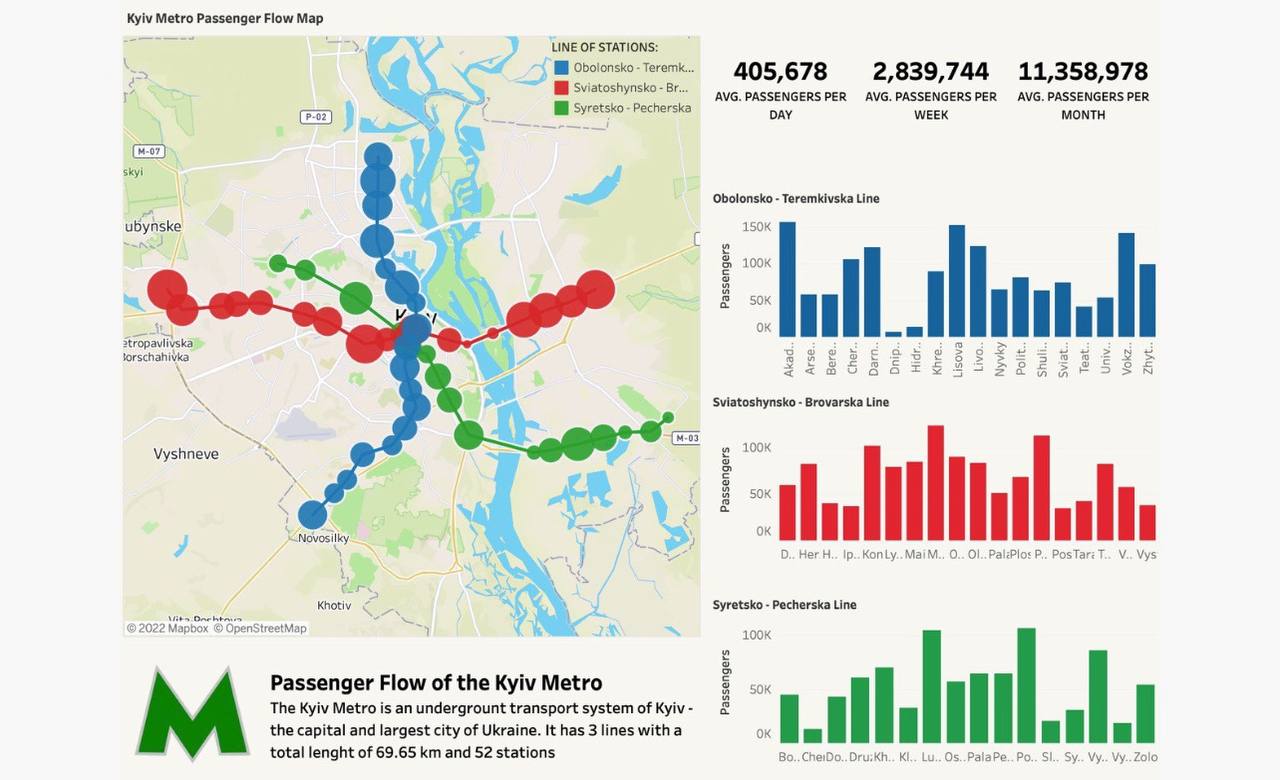 Kyiv Metro Passenger Flow Map
LINE OF STATIONS:
Obolonsko - Teremk...
Sviatoshynsko - Br...
Syretsko - Pecherska
P-02
M-07
skyi
ubynske
etropavlivska
Borschahivka
Vyshneve
M-03
Novosilky
Khotiv
© 2022 Mapbox © OpenStreetMap
405,678
AVG. PASSENGERS PER
DAY
2,839,744
AVG. PASSENGERS PER
WEEK
11,358,978
AVG. PASSENGERS PER
MONTH
Obolonsko - Teremkivska Line
Passengers
150K
100K
50K
0K
Akad.. Arse.. Bere.. Cher.. Darn.. Dnip.. Hidr.. Khre.. Lisova Livo.. Nyvky Polit.. Shuli.. Sviat.. Teat.. Univ.. Vokz.. Zhyt..
Sviatoshynsko - Brovarska Line
Passengers
100K
50K
0K
D.. Her H.. Ip.. Kon Ly.. Mai M.. O.. Ol.. Pala Plos P.. Pos Tara T.. V.. Vys
Syretsko - Pecherska Line
Passengers
100K
50K
0K
Bo.. Cher Do.. Druz Kh.. Kl.. Lu.. Os.. Pala Pe.. Po.. Sl.. Sy.. Vy.. Vy.. Zolo
M
Passenger Flow of the Kyiv Metro
The Kyiv Metro is an undergrount transport system of Kyiv -
the capital and largest city of Ukraine. It has 3 lines with a
total lenght of 69.65 km and 52 stations